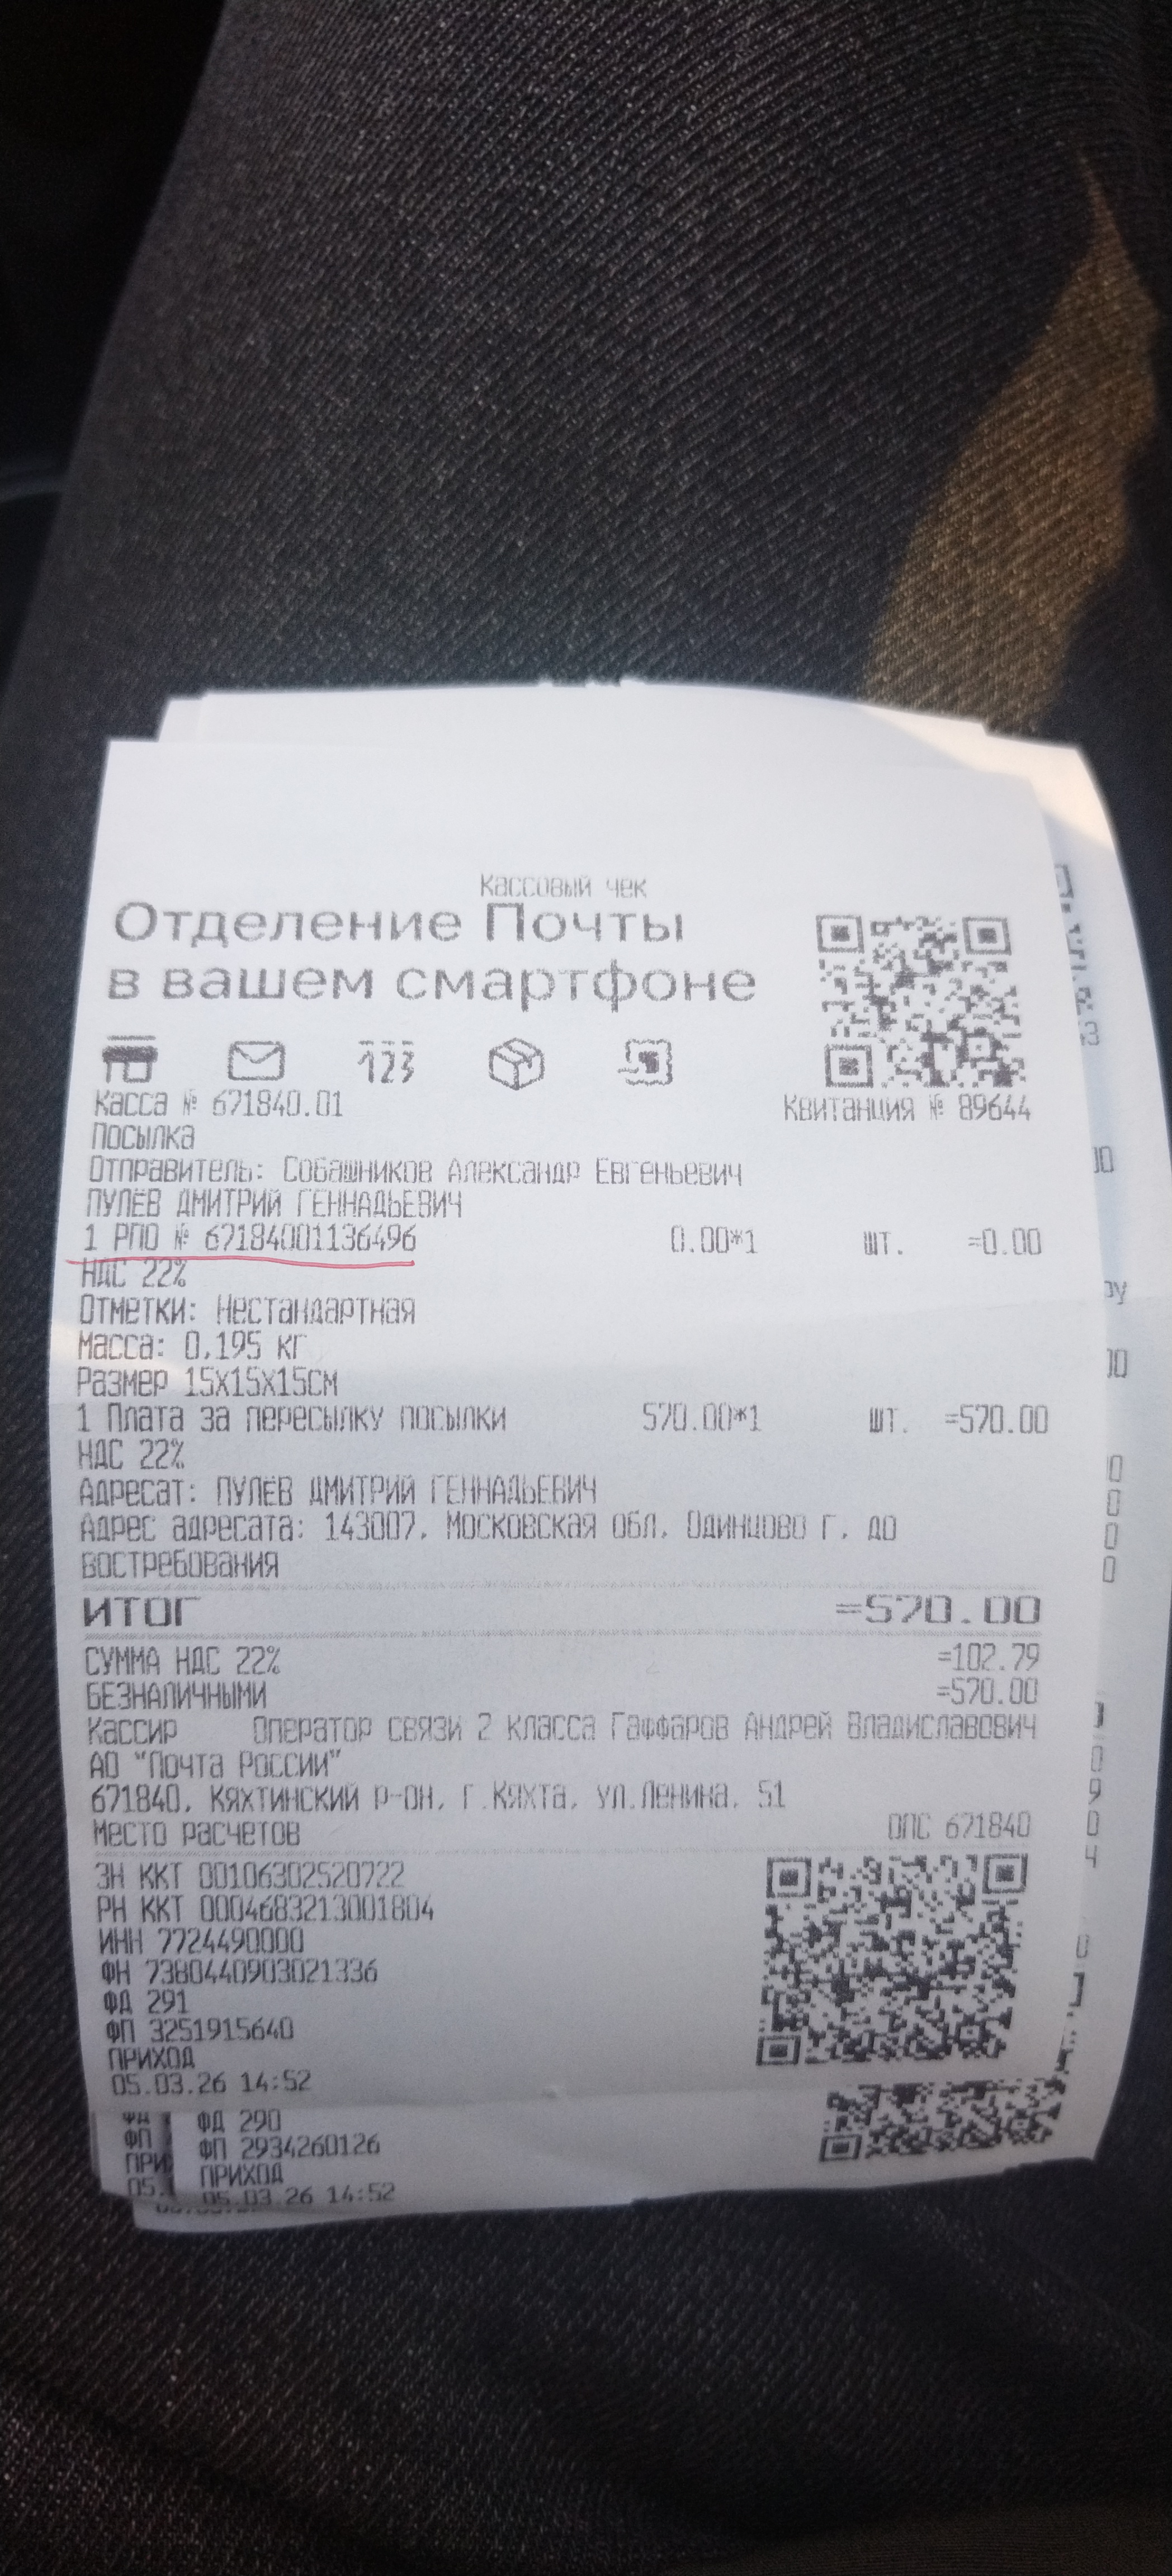 Кассовый чек
Отделение Почты
в вашем смартфоне
123
Касса № 671840.01 Квитанция № 89644
Посылка
Отправитель: Собашников Александр Евгеньевич
ПУЛЁВ ДМИТРИЙ ГЕННАДЬЕВИЧ
1 РПО № 67184001136496 0.00*1 шт. =0.00
НДС 22%
Отметки: Нестандартная
Масса: 0,195 кг
Размер 15х15х15см
1 Плата за пересылку посылки 570.00*1 шт. =570.00
НДС 22%
Адресат: ПУЛЁВ ДМИТРИЙ ГЕННАДЬЕВИЧ
Адрес адресата: 143007, Московская обл, Одинцово г, до
востребования
ИТОГ =570.00
СУММА НДС 22% =102.79
БЕЗНАЛИЧНЫМИ =570.00
Кассир Оператор связи 2 класса Гаффаров Андрей Владиславович
АО "Почта России"
671840, Кяхтинский р-он, г.Кяхта, ул.Ленина, 51
Место расчетов ОПС 671840
ЗН ККТ 00106302520722
РН ККТ 0004683213001804
ИНН 7724490000
ФН 7380440903021336
ФД 291
ФП 3251915640
ПРИХОД
05.03.26 14:52
ФД 290
ФП 2934260126
ПРИХОД
05.03.26 14:52